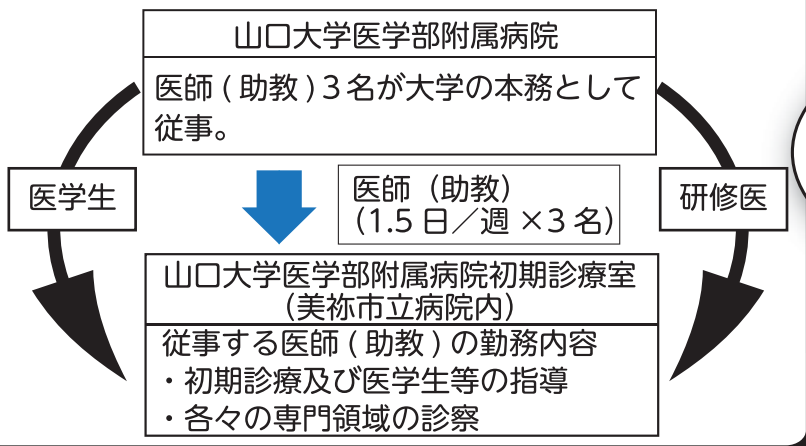 山口大学医学部附属病院
医師(助教)3名が大学の本務として
従事。
医学生
医師（助教）
（1.5日／週×3名）
研修医
山口大学医学部附属病院初期診療室
（美祢市立病院内）
従事する医師(助教)の勤務内容
・初期診療及び医学生等の指導
・各々の専門領域の診察